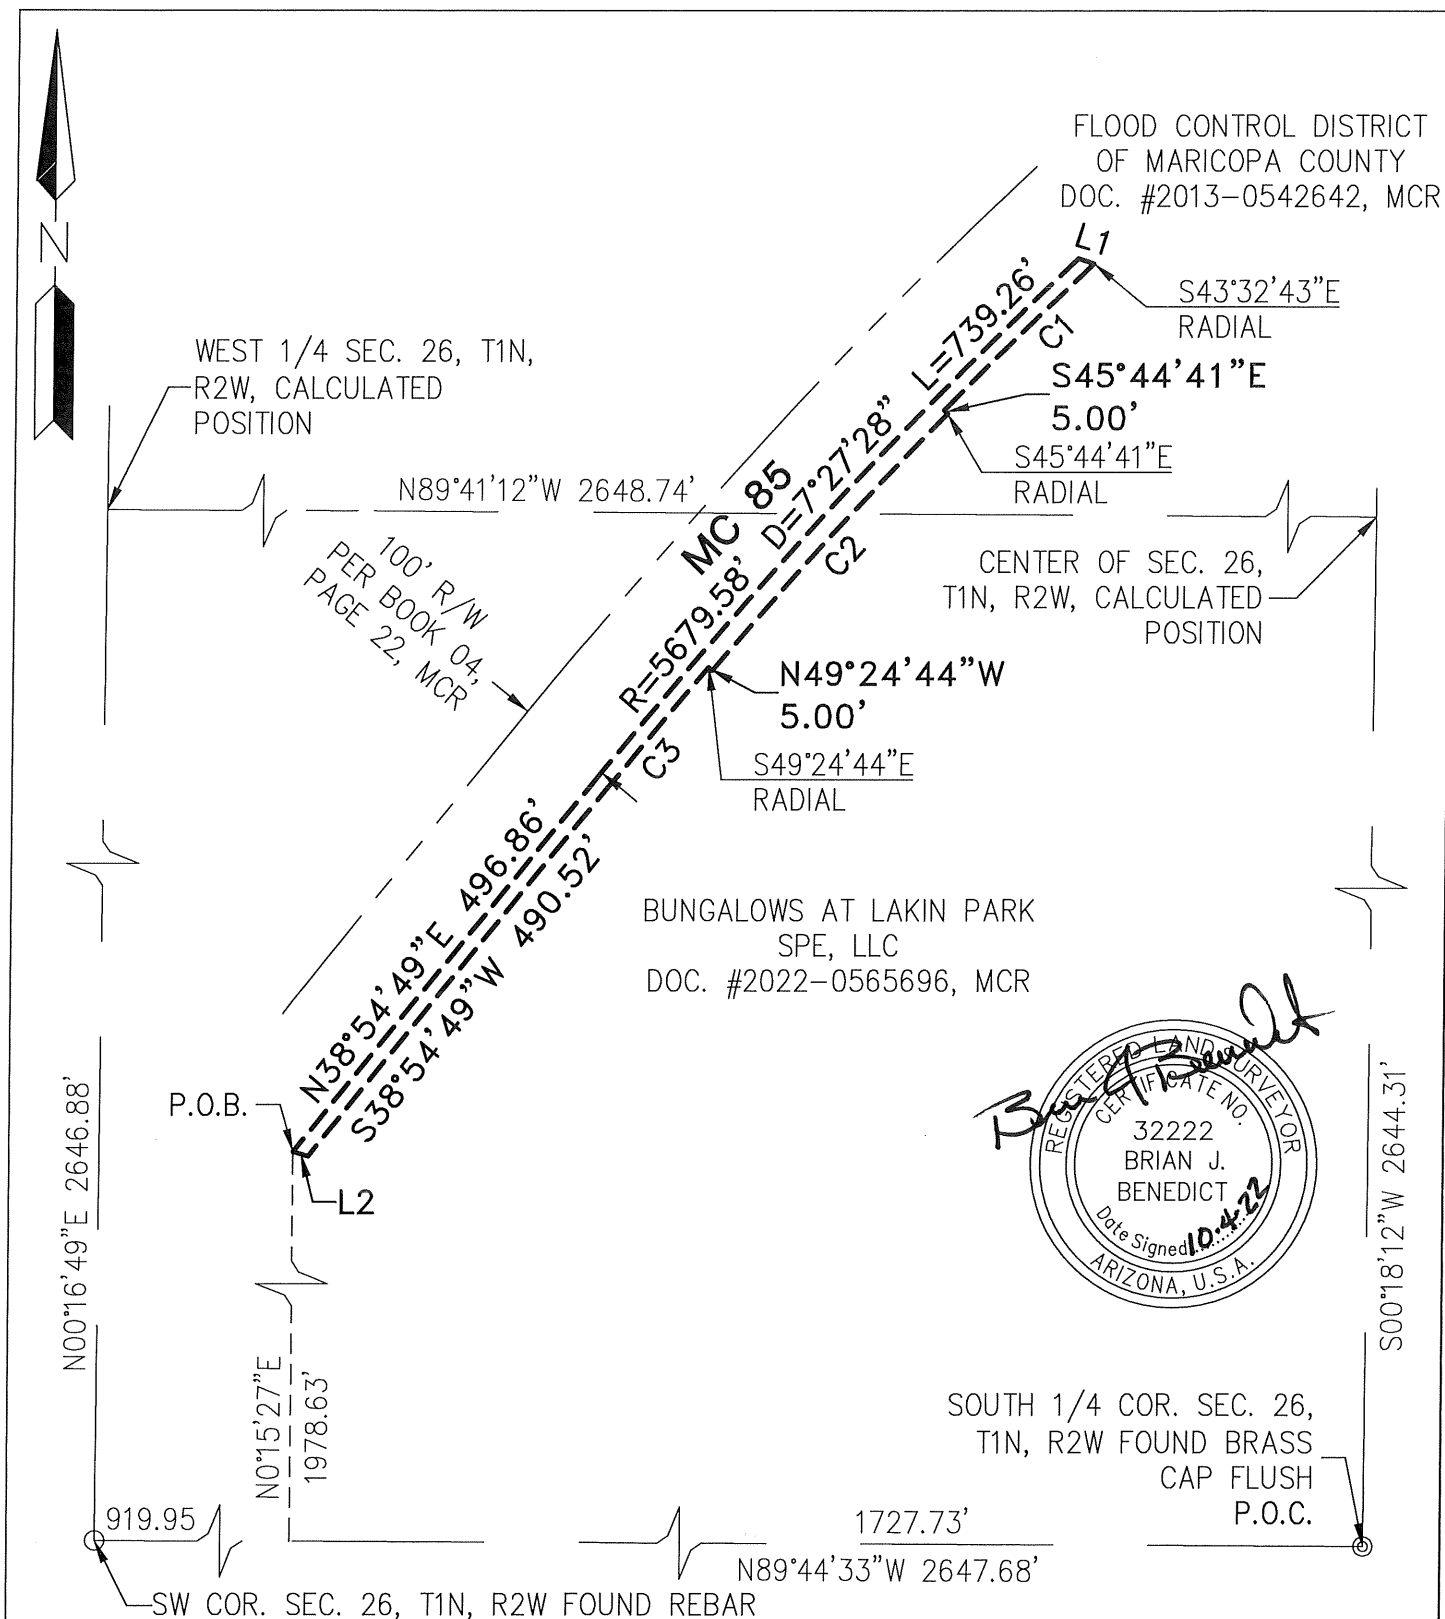 N
FLOOD CONTROL DISTRICT
OF MARICOPA COUNTY
DOC. #2013-0542642, MCR
L1
S43°32'43"E
RADIAL
L=739.26'
C1
WEST 1/4 SEC. 26, T1N,
R2W, CALCULATED
POSITION
S45°44'41"E
5.00'
S45°44'41"E
RADIAL
D=7°27'28"
N89°41'12"W 2648.74'
MC 85
C2
100' R/W
PER BOOK 04,
PAGE 22, MCR
CENTER OF SEC. 26,
T1N, R2W, CALCULATED
POSITION
R=5679.58'
N49°24'44"W
5.00'
C3
S49°24'44"E
RADIAL
N38°54'49"E 496.86'
S38°54'49"W 490.52'
BUNGALOWS AT LAKIN PARK
SPE, LLC
DOC. #2022-0565696, MCR
P.O.B.
L2
N00°16'49"E 2646.88'
REGISTERED LAND SURVEYOR
CERTIFICATE NO.
32222
BRIAN J.
BENEDICT
Date Signed 10.4.22
ARIZONA, U.S.A.
S00°18'12"W 2644.31'
N0°15'27"E
1978.63'
SOUTH 1/4 COR. SEC. 26,
T1N, R2W FOUND BRASS
CAP FLUSH
P.O.C.
919.95
1727.73'
N89°44'33"W 2647.68'
SW COR. SEC. 26, T1N, R2W FOUND REBAR